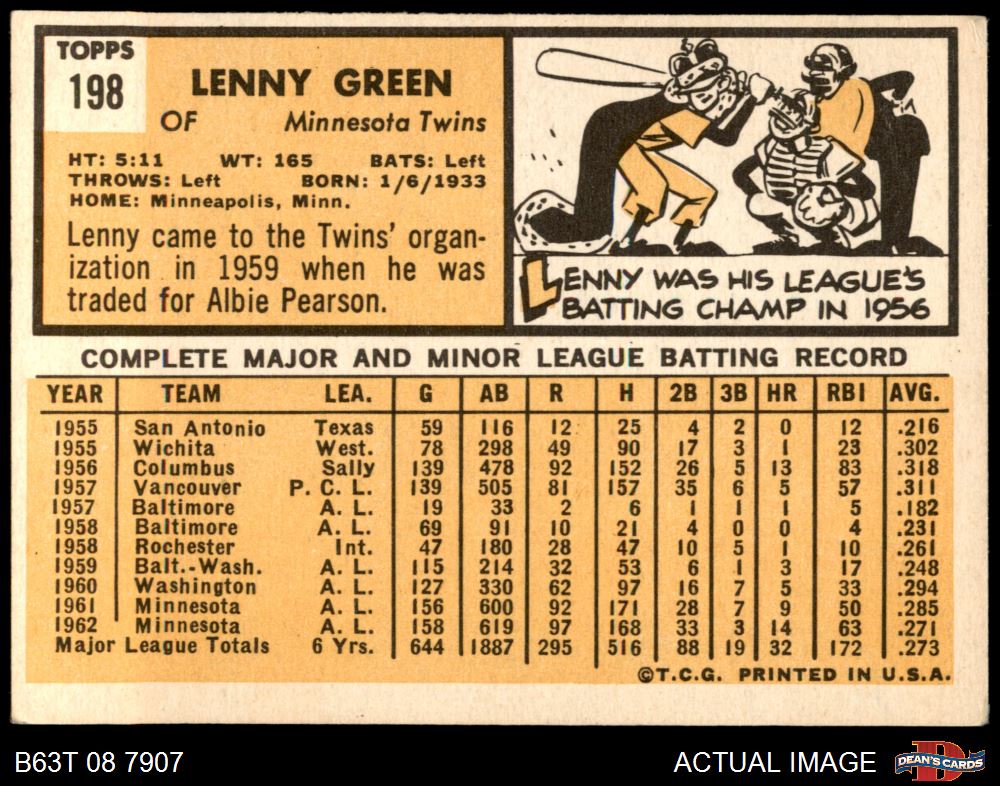 TOPPS
198
LENNY GREEN
OF Minnesota Twins
HT: 5:11 WT: 165 BATS: Left
THROWS: Left BORN: 1/6/1933
HOME: Minneapolis, Minn.
Lenny came to the Twins' organ-
ization in 1959 when he was
traded for Albie Pearson.
LENNY WAS HIS LEAGUE'S
BATTING CHAMP IN 1956
COMPLETE MAJOR AND MINOR LEAGUE BATTING RECORD
YEAR TEAM LEA. G AB R H 2B 3B HR RBI AVG.
1955 San Antonio Texas 59 116 12 25 4 2 0 12 .216
1955 Wichita West. 78 298 49 90 17 3 1 23 .302
1956 Columbus Sally 139 478 92 152 26 5 13 83 .318
1957 Vancouver P. C. L. 139 505 81 157 35 6 5 57 .311
1957 Baltimore A. L. 19 33 2 6 1 1 1 5 .182
1958 Baltimore A. L. 69 91 10 21 4 0 0 4 .231
1958 Rochester Int. 47 180 28 47 10 5 1 10 .261
1959 Balt.-Wash. A. L. 115 214 32 53 6 1 3 17 .248
1960 Washington A. L. 127 330 62 97 16 7 5 33 .294
1961 Minnesota A. L. 156 600 92 171 28 7 9 50 .285
1962 Minnesota A. L. 158 619 97 168 33 3 14 63 .271
Major League Totals 6 Yrs. 644 1887 295 516 88 19 32 172 .273
©T.C.G. PRINTED IN U.S.A.
B63T 08 7907 ACTUAL IMAGE D DEAN'S CARDS